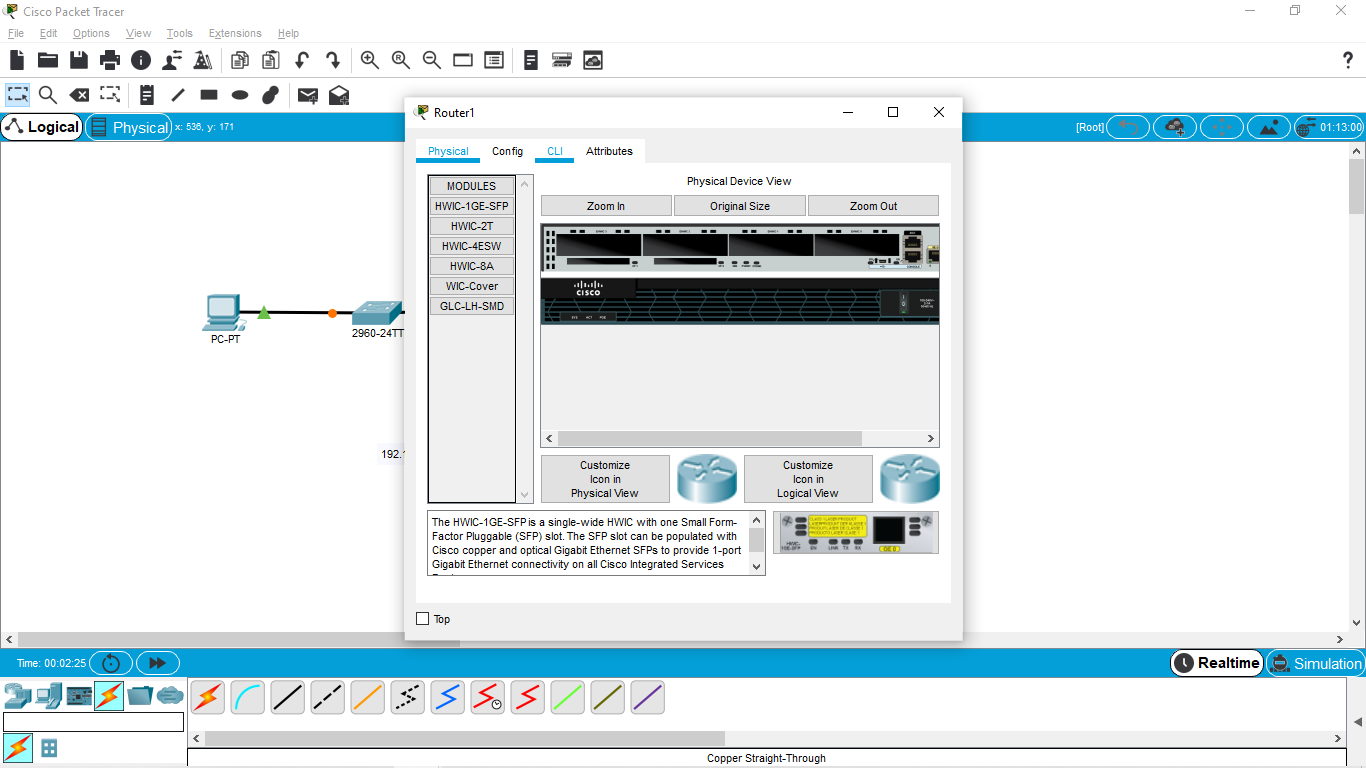 Cisco Packet Tracer
File Edit Options View Tools Extensions Help
?
Logical Physical x: 536, y: 171 [Root] 01:13:00
PC-PT
2960-24TT
192.1
Router1
Physical Config CLI Attributes
MODULES
HWIC-1GE-SFP
HWIC-2T
HWIC-4ESW
HWIC-8A
WIC-Cover
GLC-LH-SMD
Physical Device View
Zoom In Original Size Zoom Out
CISCO
Customize
Icon in
Physical View
Customize
Icon in
Logical View
The HWIC-1GE-SFP is a single-wide HWIC with one Small Form-
Factor Pluggable (SFP) slot. The SFP slot can be populated with
Cisco copper and optical Gigabit Ethernet SFPs to provide 1-port
Gigabit Ethernet connectivity on all Cisco Integrated Services
Top
Time: 00:02:25 Realtime Simulation
Copper Straight-Through